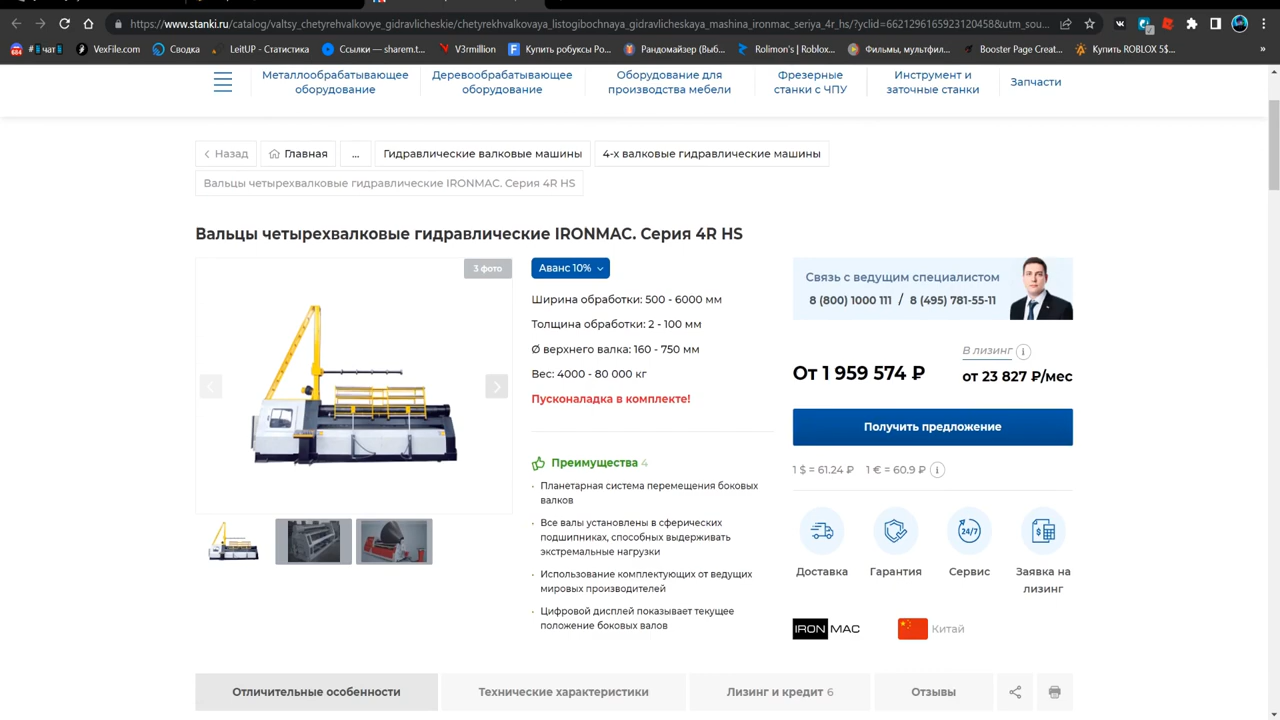 https://www.stanki.ru/catalog/valtsy_chetyrehvalkovye_gidravlicheskie/chetyrekhvalkovaya_listogibochnaya_gidravlicheskaya_mashina_ironmac_seriya_4r_hs/?yclid=6621296165923120458&utm_sou...
VexFile.com
Сводка
LeitUP - Статистика
Ссылки — sharem.t...
V3rmillion
Купить робуксы Ро...
Рандомайзер (Выб...
Rolimon's | Roblox...
Фильмы, мультфил...
Booster Page Creat...
Купить ROBLOX 5$...
»
Металлообрабатывающее
оборудование
Деревообрабатывающее
оборудование
Оборудование для
производства мебели
Фрезерные
станки с ЧПУ
Инструмент и
заточные станки
Запчасти
Назад
Главная
...
Гидравлические валковые машины
4-х валковые гидравлические машины
Вальцы четырехвалковые гидравлические IRONMAC. Серия 4R HS
Вальцы четырехвалковые гидравлические IRONMAC. Серия 4R HS
3 фото
Аванс 10%
Ширина обработки: 500 - 6000 мм
Толщина обработки: 2 - 100 мм
Ø верхнего валка: 160 - 750 мм
Вес: 4000 - 80 000 кг
Пусконаладка в комплекте!
Преимущества 4
· Планетарная система перемещения боковых
валков
· Все валы установлены в сферических
подшипниках, способных выдерживать
экстремальные нагрузки
· Использование комплектующих от ведущих
мировых производителей
· Цифровой дисплей показывает текущее
положение боковых валов
Связь с ведущим специалистом
8 (800) 1000 111 / 8 (495) 781-55-11
В лизинг
От 1 959 574 ₽
от 23 827 ₽/мес
Получить предложение
1 $ = 61.24 ₽ 1 € = 60.9 ₽
24/7
Доставка
Гарантия
Сервис
Заявка на
лизинг
IRON MAC
Китай
Отличительные особенности
Технические характеристики
Лизинг и кредит 6
Отзывы